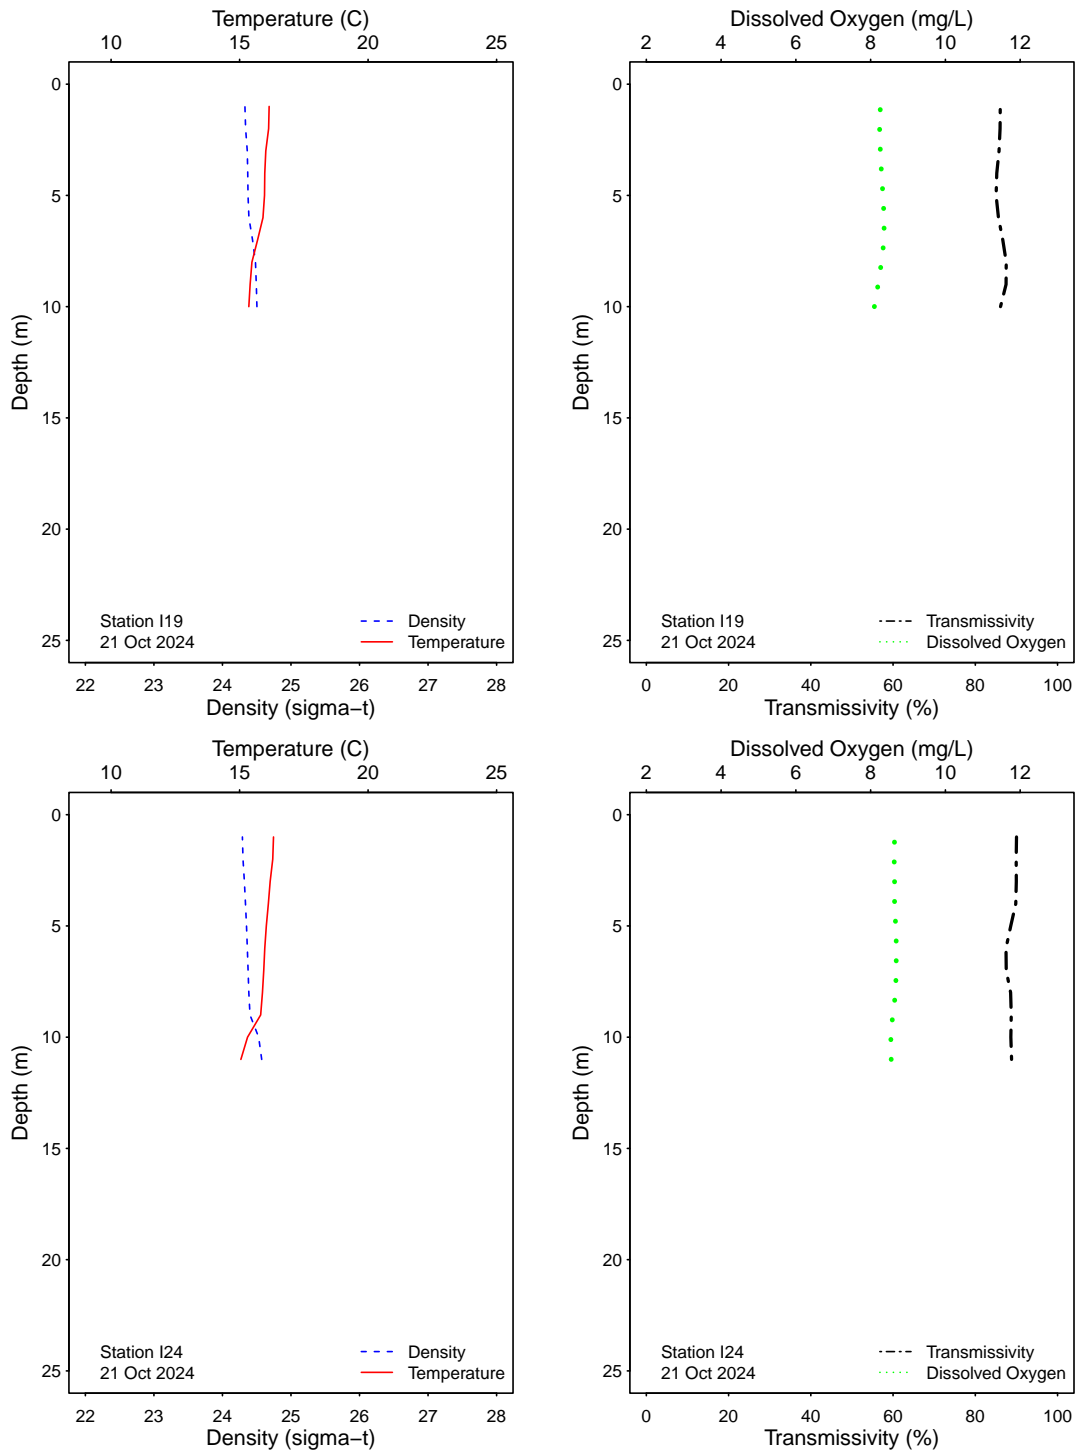 Temperature (C)
10 15 20 25
0
5
10
15
20
25
Depth (m)
Station I19
21 Oct 2024
Density
Temperature
22 23 24 25 26 27 28
Density (sigma−t)
Dissolved Oxygen (mg/L)
2 4 6 8 10 12
0
5
10
15
20
25
Depth (m)
Station I19
21 Oct 2024
Transmissivity
Dissolved Oxygen
0 20 40 60 80 100
Transmissivity (%)
Temperature (C)
10 15 20 25
0
5
10
15
20
25
Depth (m)
Station I24
21 Oct 2024
Density
Temperature
22 23 24 25 26 27 28
Density (sigma−t)
Dissolved Oxygen (mg/L)
2 4 6 8 10 12
0
5
10
15
20
25
Depth (m)
Station I24
21 Oct 2024
Transmissivity
Dissolved Oxygen
0 20 40 60 80 100
Transmissivity (%)